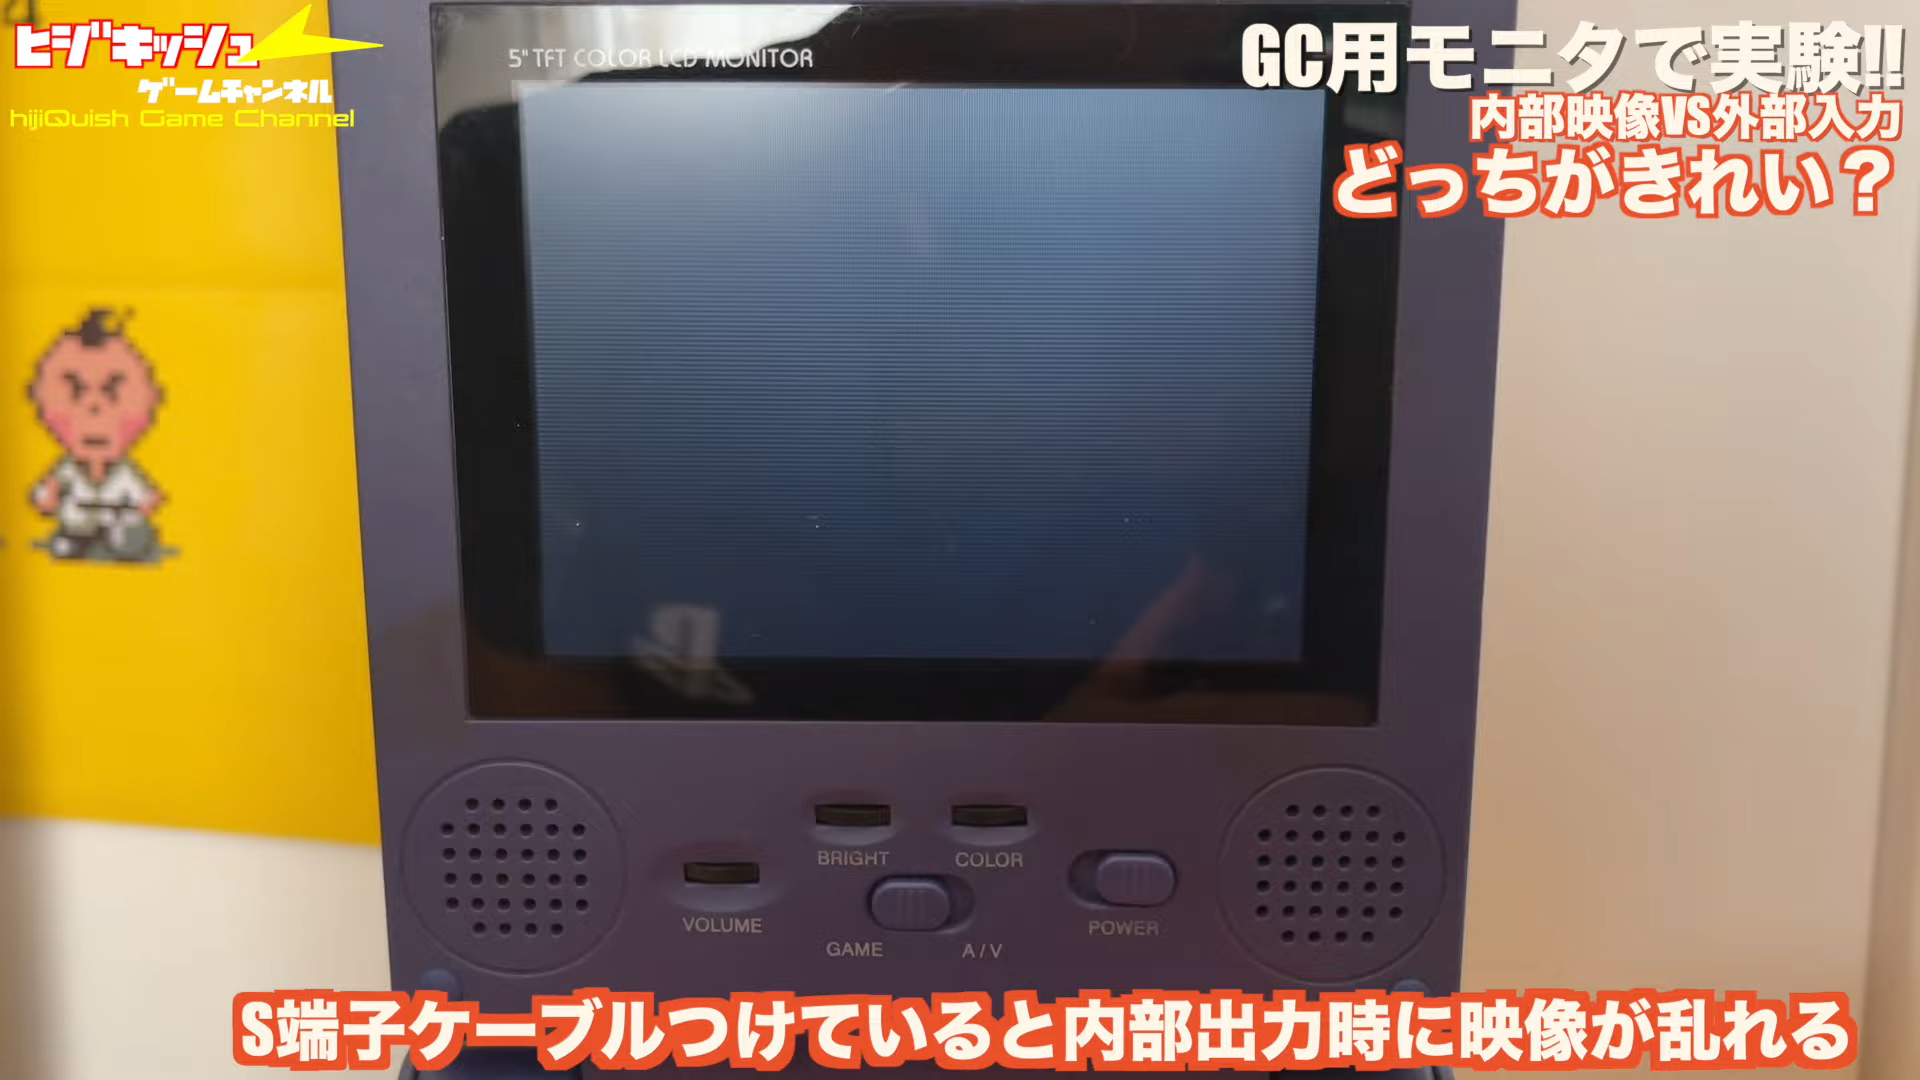 ヒジキッシュ
ゲームチャンネル
hijiQuish Game Channel
GC用モニタで実験!!
内部映像VS外部入力
どっちがきれい？
5" TFT COLOR LCD MONITOR
BRIGHT
COLOR
VOLUME
GAME
A/V
POWER
S端子ケーブルつけていると内部出力時に映像が乱れる